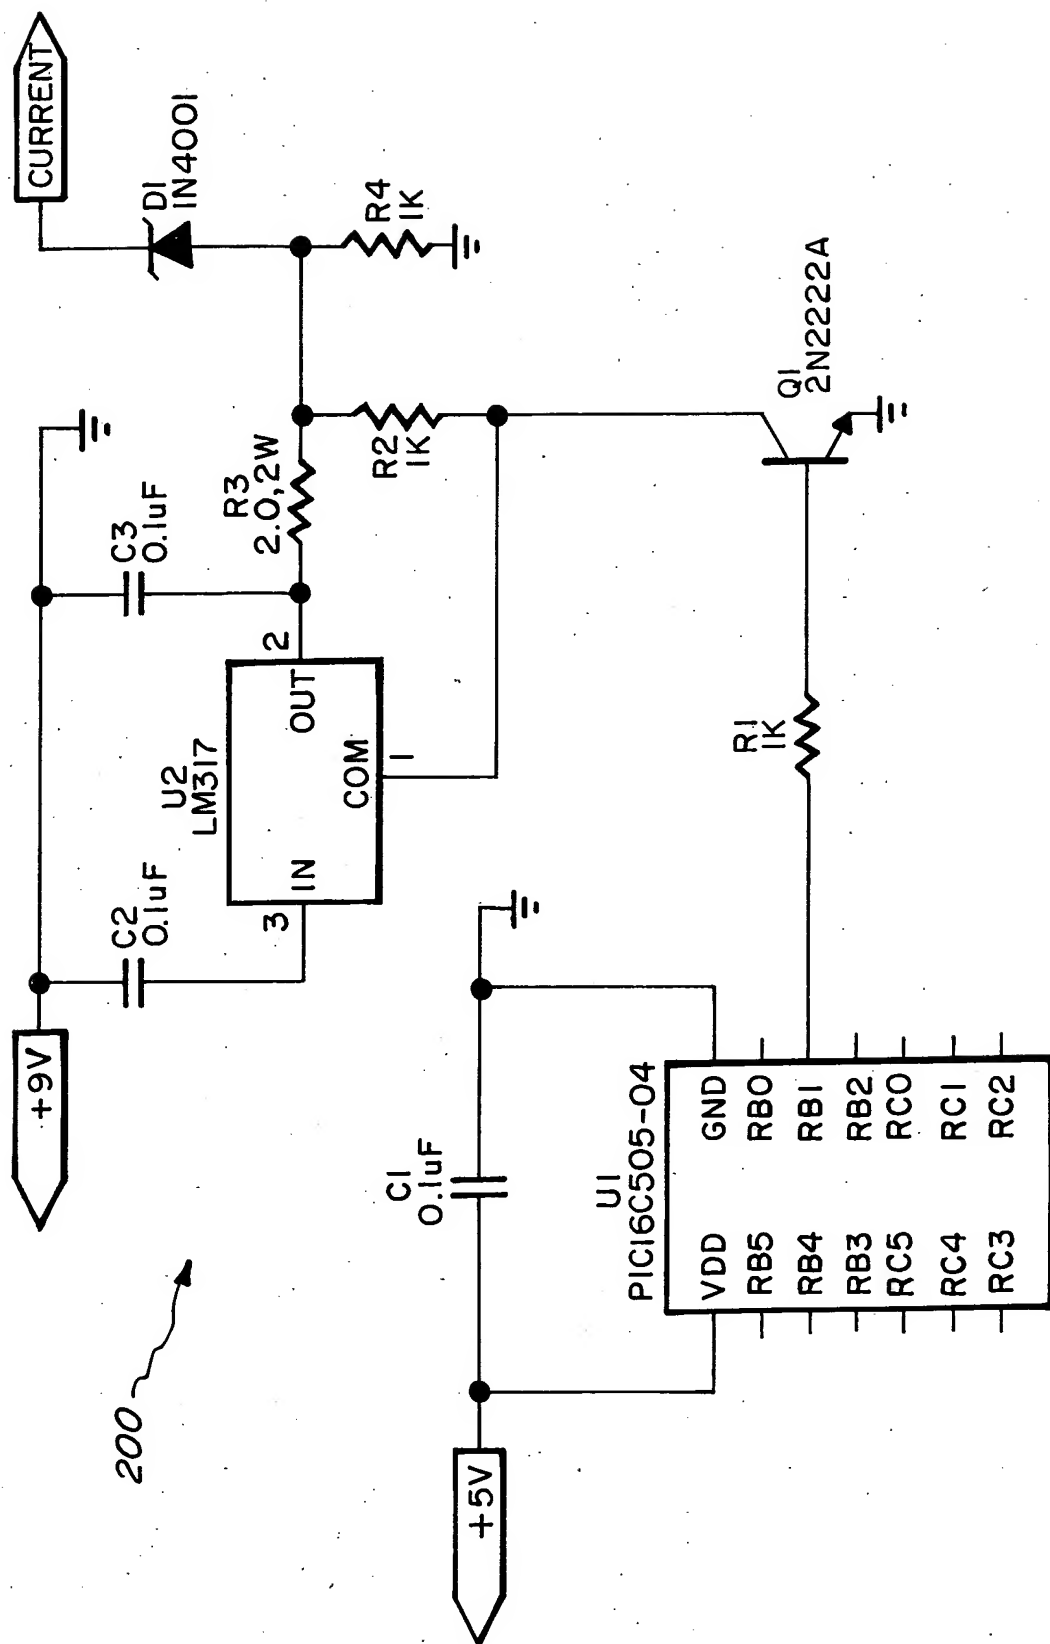 CURRENT
D1
1N4001
R4
1K
+9V
C2
0.1uF
C3
0.1uF
U2
LM317
3
IN
OUT
2
COM
1
R3
2.0,2W
R2
1K
Q1
2N2222A
R1
1K
200
+5V
C1
0.1uF
U1
PIC16C505-04
VDD
GND
RB5
RB0
RB4
RB1
RB3
RB2
RC5
RC0
RC4
RC1
RC3
RC2